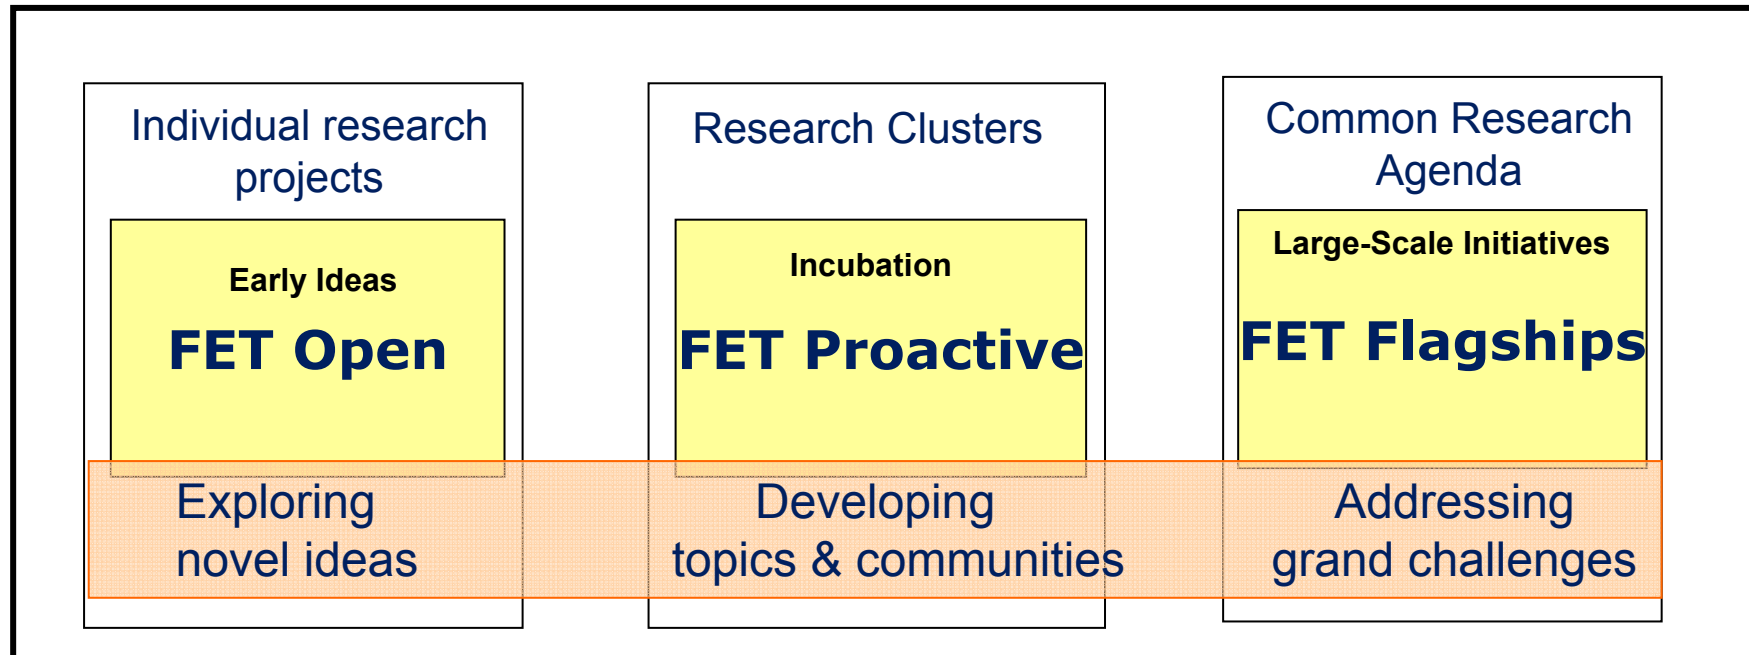 Individual research
projects
Early Ideas
FET Open
Exploring
novel ideas
Research Clusters
Incubation
FET Proactive
Developing
topics & communities
Common Research
Agenda
Large-Scale Initiatives
FET Flagships
Addressing
grand challenges